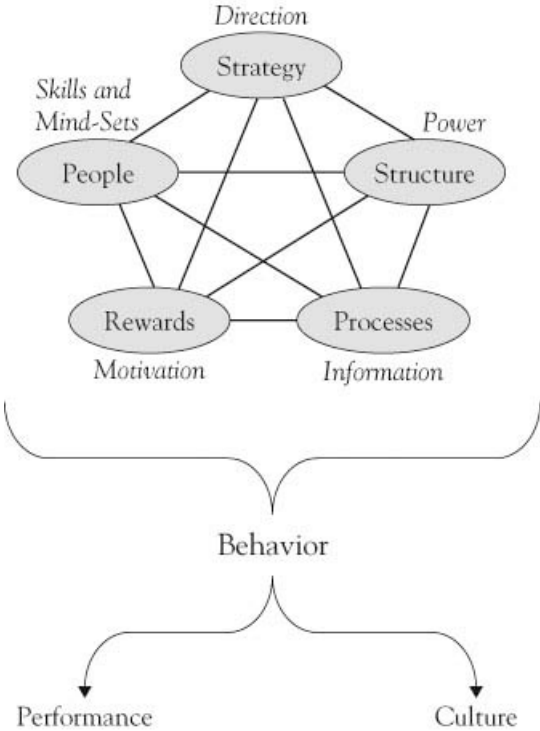 Direction
Strategy
Skills and
Mind-Sets
Power
People
Structure
Rewards
Processes
Motivation
Information
Behavior
Performance
Culture